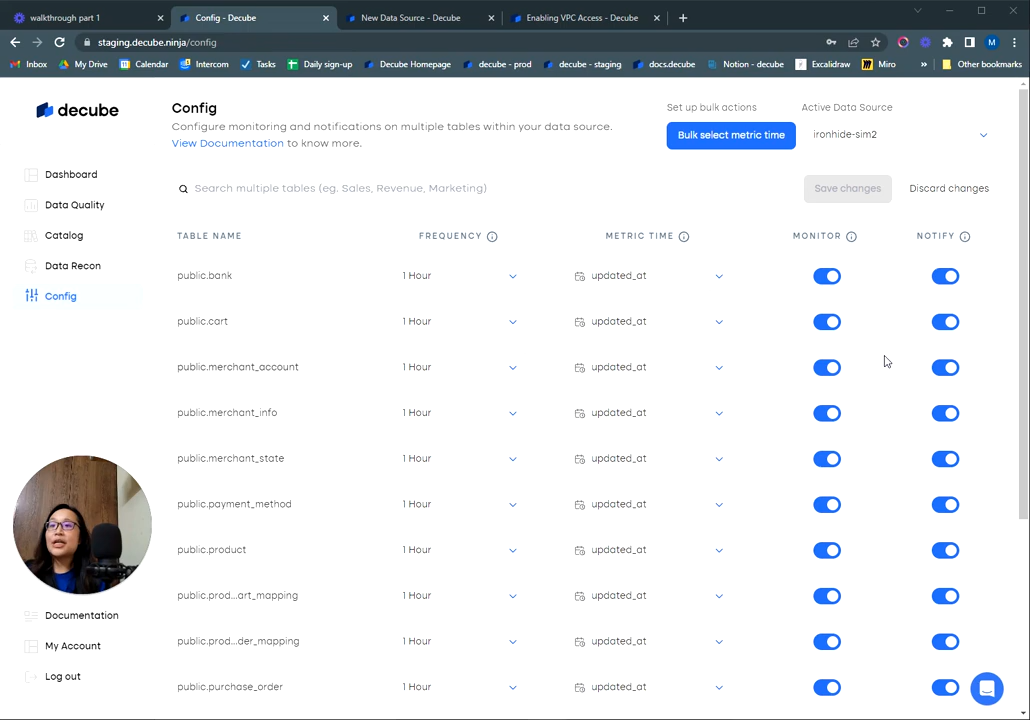 walkthrough part 1
Config - Decube
New Data Source - Decube
Enabling VPC Access - Decube
staging.decube.ninja/config
M
Inbox
My Drive
Calendar
Intercom
Tasks
Daily sign-up
Decube Homepage
decube - prod
decube - staging
docs.decube
Notion - decube
Excalidraw
Miro
»
Other bookmarks
decube
Dashboard
Data Quality
Catalog
Data Recon
Config
Documentation
My Account
Log out
Config
Configure monitoring and notifications on multiple tables within your data source.
View Documentation to know more.
Set up bulk actions
Bulk select metric time
Active Data Source
ironhide-sim2
Search multiple tables (eg. Sales, Revenue, Marketing)
Save changes
Discard changes
TABLE NAME FREQUENCY METRIC TIME MONITOR NOTIFY
public.bank 1 Hour updated_at
public.cart 1 Hour updated_at
public.merchant_account 1 Hour updated_at
public.merchant_info 1 Hour updated_at
public.merchant_state 1 Hour updated_at
public.payment_method 1 Hour updated_at
public.product 1 Hour updated_at
public.prod...art_mapping 1 Hour updated_at
public.prod...der_mapping 1 Hour updated_at
public.purchase_order 1 Hour updated_at